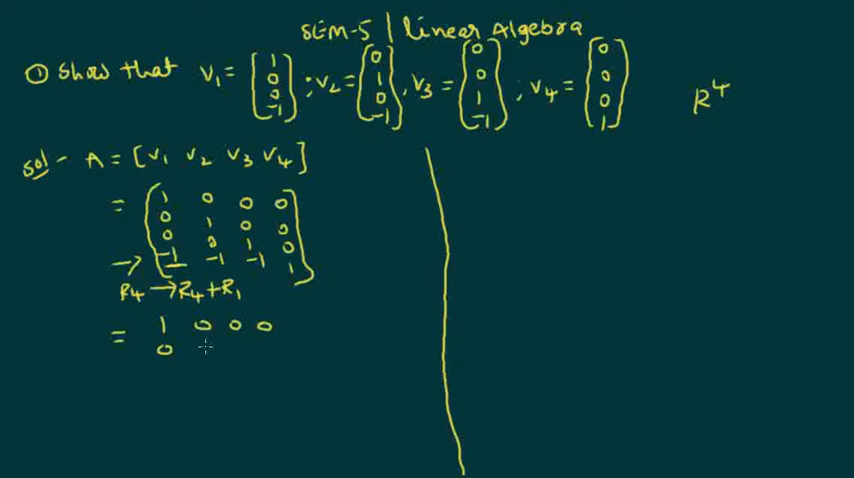 SEM-5 | linear Algebra
① Show that V1 = [1 0 0 -1] ; V2 = [0 1 0 -1] , V3 = [0 0 1 -1] ; V4 = [0 0 0 1] R⁴
Sol- A = [V1 V2 V3 V4]
= [1 0 0 0
0 1 0 0
0 0 1 0
→ -1 -1 -1 1]
R4 → R4+R1
= 1 0 0 0
0